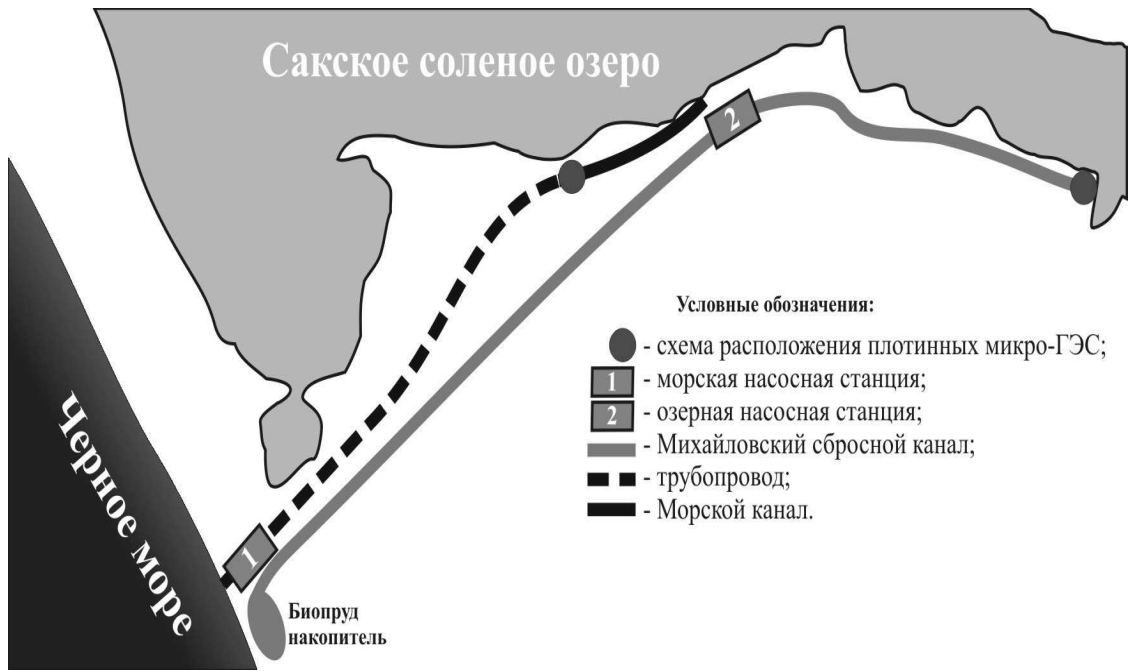 Сакское соленое озеро
2
Условные обозначения:
- схема расположения плотинных микро-ГЭС;
1 - морская насосная станция;
2 - озерная насосная станция;
- Михайловский сбросной канал;
- трубопровод;
- Морской канал.
Черное море
1
Биопруд
накопитель